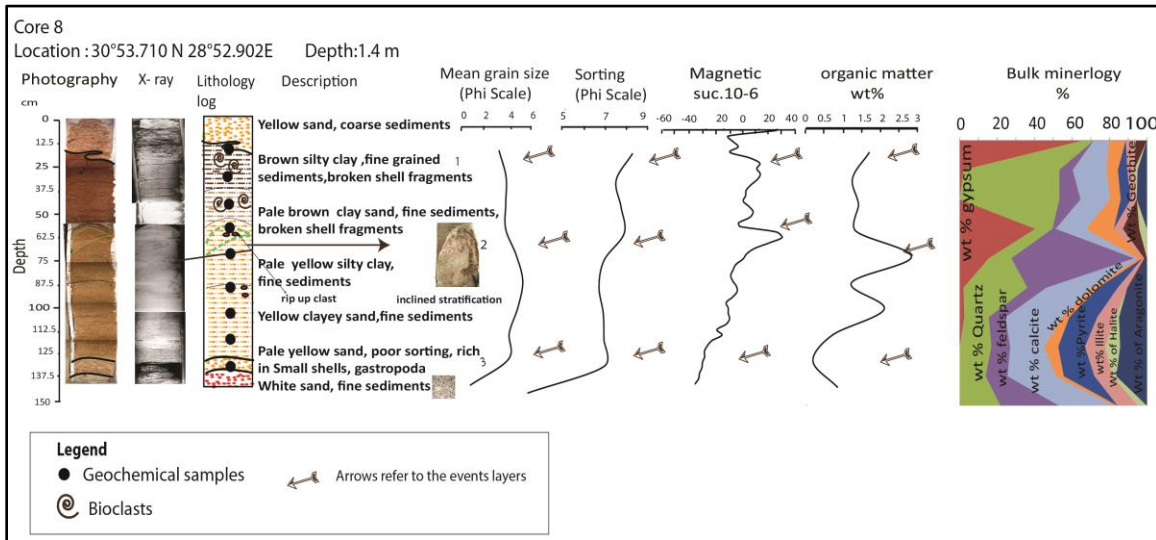 Core 8
Location : 30°53.710 N 28°52.902E Depth:1.4 m
Photography
X- ray
Lithology
log
Description
Mean grain size
(Phi Scale)
Sorting
(Phi Scale)
Magnetic
suc.10-6
organic matter
wt%
Bulk minerlogy
%
cm
0 2 4 6
5 7 9
-60 -40 -20 0 20 40
0 0.5 1 1.5 2 2.5 3
0 20 40 60 80 100
Depth
0
12.5
25
37.5
50
62.5
75
87.5
100
112.5
125
137.5
150
Yellow sand, coarse sediments
Brown silty clay ,fine grained
sediments,broken shell fragments
1
Pale brown clay sand, fine sediments,
broken shell fragments
2
Pale yellow silty clay,
fine sediments
rip up clast
inclined stratification
Yellow clayey sand,fine sediments
Pale yellow sand, poor sorting, rich
in Small shells, gastropoda
3
White sand, fine sediments
wt % gypsum
wt % Quartz
wt % feldspar
wt % calcite
wt % dolomite
wt %Pyrite
wt% Illite
wt % of Halite
Wt % Geothite
Wt % of Aragonite
Legend
Geochemical samples
Arrows refer to the events layers
Bioclasts